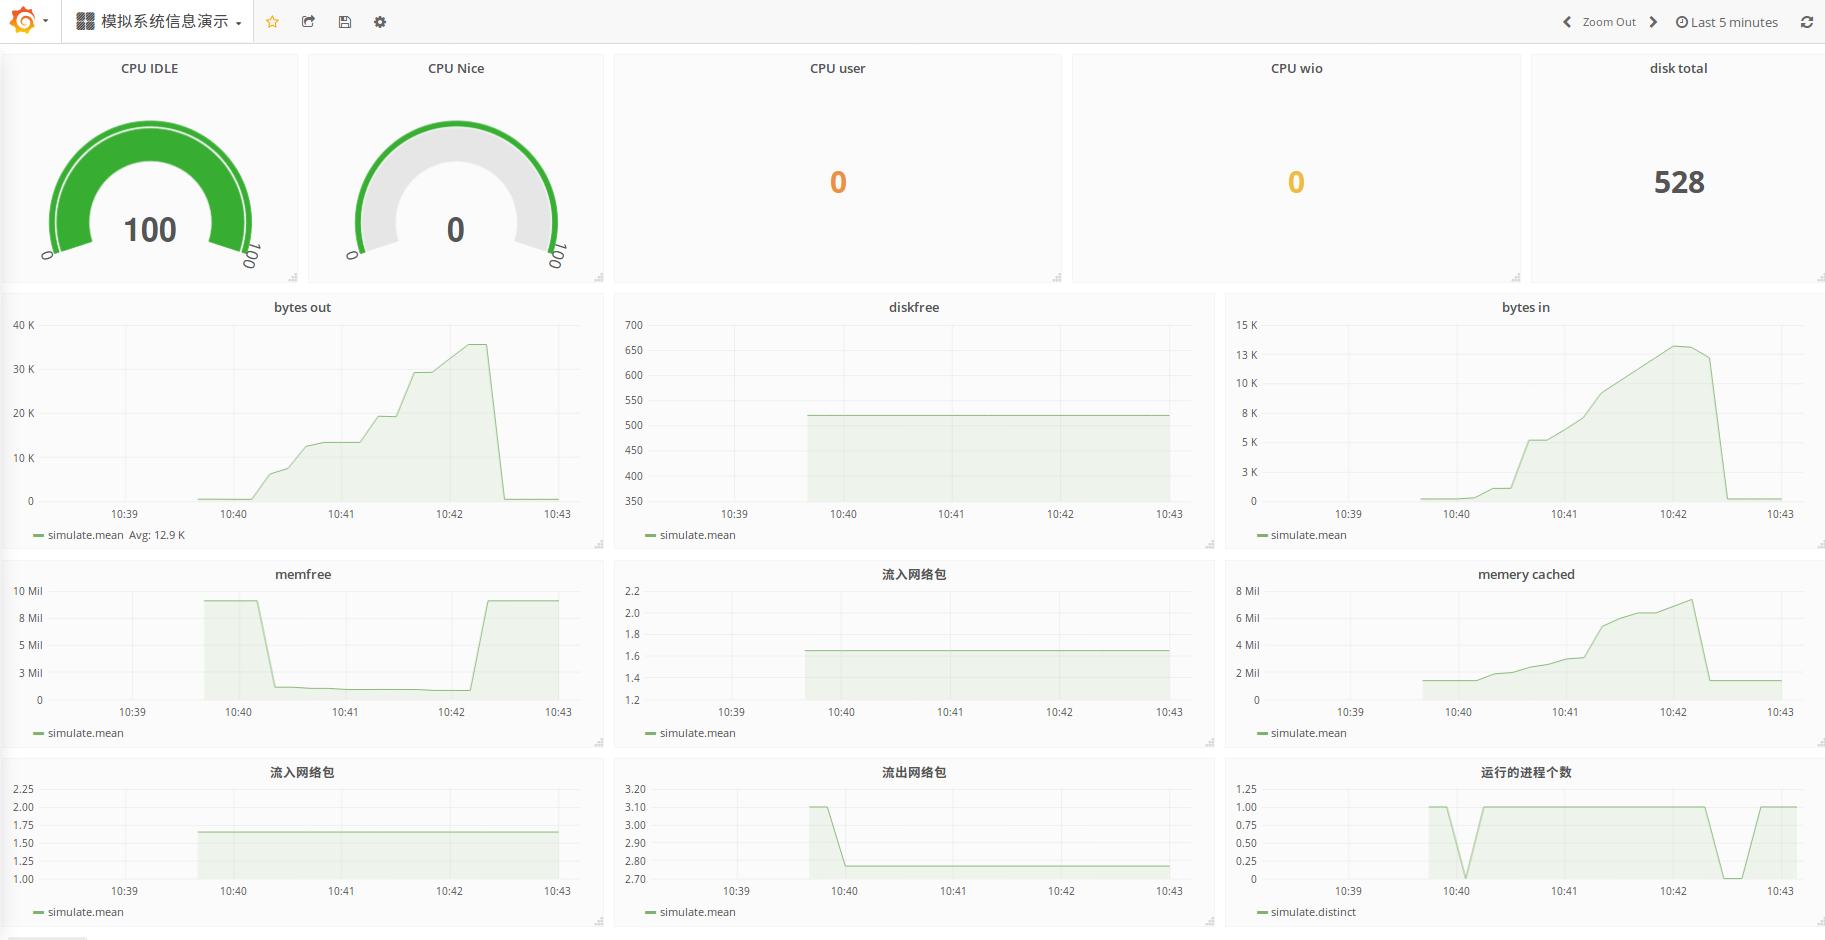 模拟系统信息演示
Zoom Out
Last 5 minutes
CPU IDLE
100
0
100
CPU Nice
0
0
100
CPU user
0
CPU wio
0
disk total
528
bytes out
40 K
30 K
20 K
10 K
0
10:39 10:40 10:41 10:42 10:43
simulate.mean Avg: 12.9 K
diskfree
700
650
600
550
500
450
400
350
10:39 10:40 10:41 10:42 10:43
simulate.mean
bytes in
15 K
13 K
10 K
8 K
5 K
3 K
0
10:39 10:40 10:41 10:42 10:43
simulate.mean
memfree
10 Mil
8 Mil
5 Mil
3 Mil
0
10:39 10:40 10:41 10:42 10:43
simulate.mean
流入网络包
2.2
2.0
1.8
1.6
1.4
1.2
10:39 10:40 10:41 10:42 10:43
simulate.mean
memery cached
8 Mil
6 Mil
4 Mil
2 Mil
0
10:39 10:40 10:41 10:42 10:43
simulate.mean
流入网络包
2.25
2.00
1.75
1.50
1.25
1.00
10:39 10:40 10:41 10:42 10:43
simulate.mean
流出网络包
3.20
3.10
3.00
2.90
2.80
2.70
10:39 10:40 10:41 10:42 10:43
simulate.mean
运行的进程个数
1.25
1.00
0.75
0.50
0.25
0
10:39 10:40 10:41 10:42 10:43
simulate.distinct